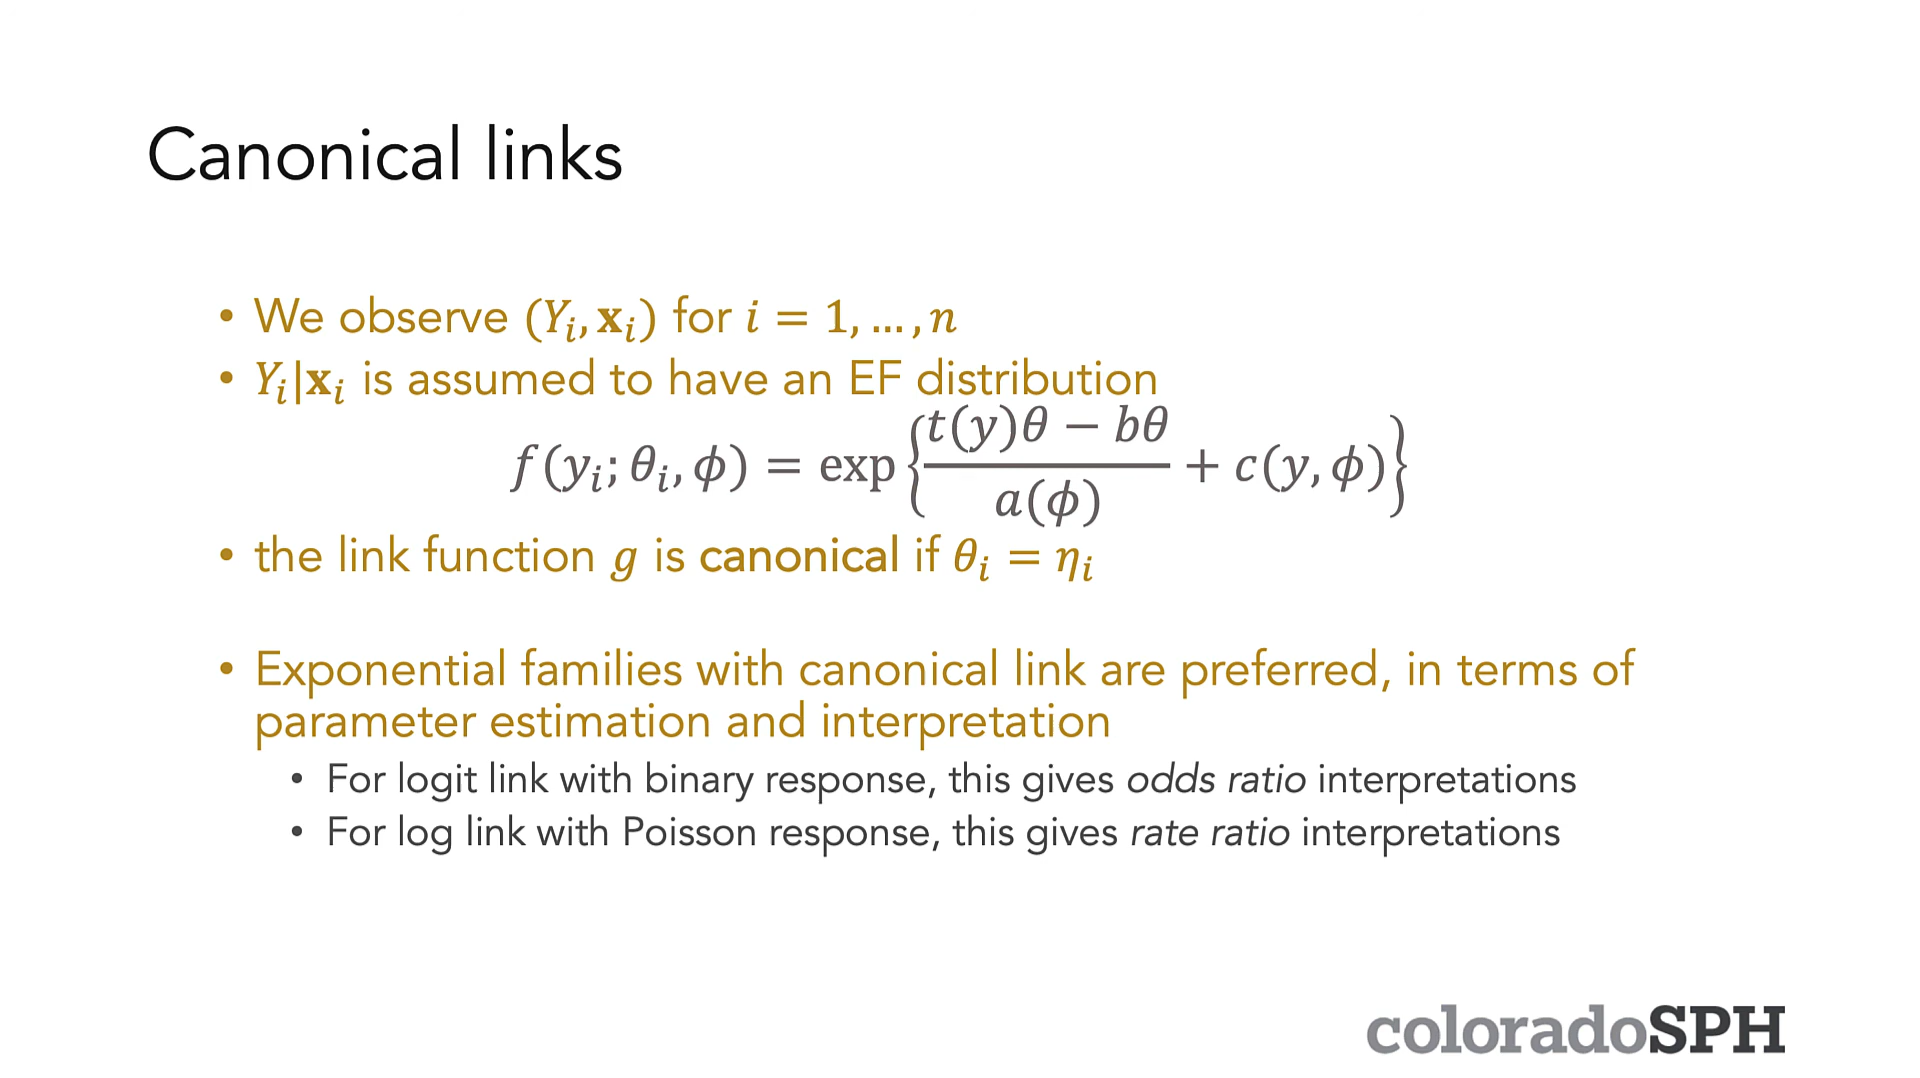 Canonical links
• We observe (Yᵢ, 𝐱ᵢ) for i = 1, … , n
• Yᵢ|𝐱ᵢ is assumed to have an EF distribution
f(yᵢ; θᵢ, ϕ) = exp { (t(y)θ − bθ) / a(ϕ) + c(y, ϕ) }
• the link function g is canonical if θᵢ = ηᵢ
• Exponential families with canonical link are preferred, in terms of
parameter estimation and interpretation
• For logit link with binary response, this gives odds ratio interpretations
• For log link with Poisson response, this gives rate ratio interpretations
coloradoSPH